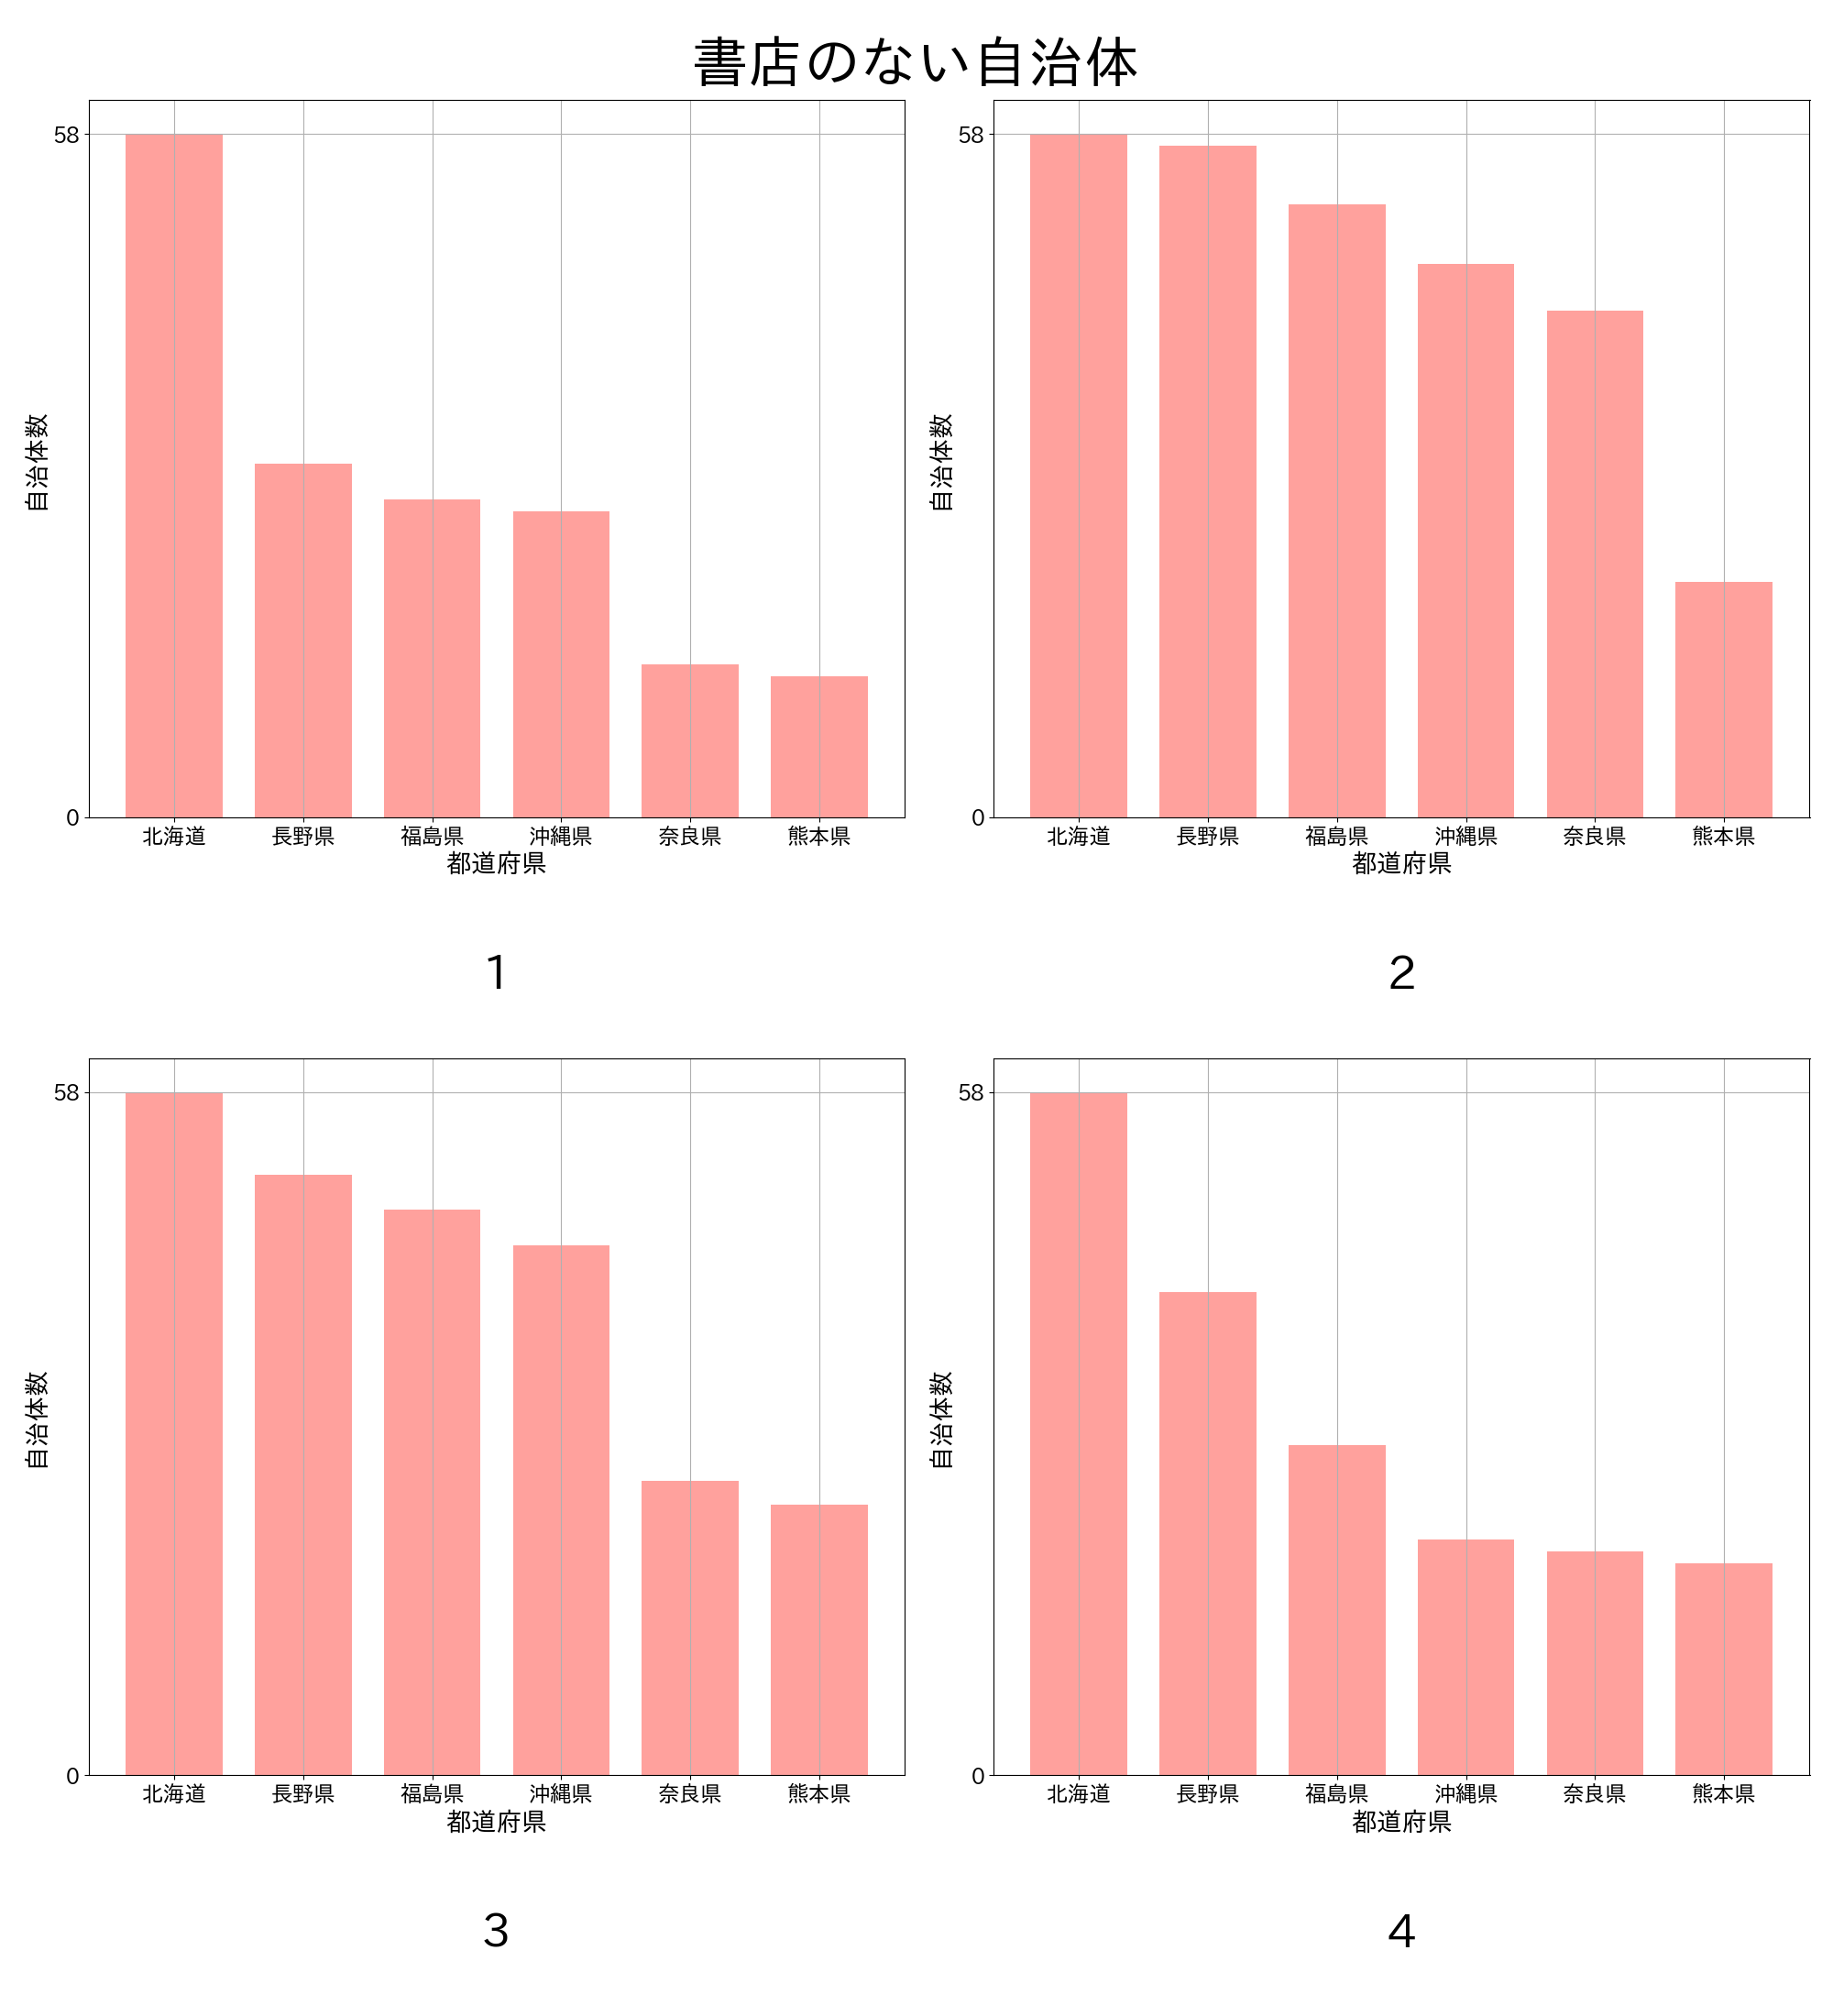 書店のない自治体
58
0
自治体数
北海道 長野県 福島県 沖縄県 奈良県 熊本県
都道府県
1
58
0
自治体数
北海道 長野県 福島県 沖縄県 奈良県 熊本県
都道府県
2
58
0
自治体数
北海道 長野県 福島県 沖縄県 奈良県 熊本県
都道府県
3
58
0
自治体数
北海道 長野県 福島県 沖縄県 奈良県 熊本県
都道府県
4